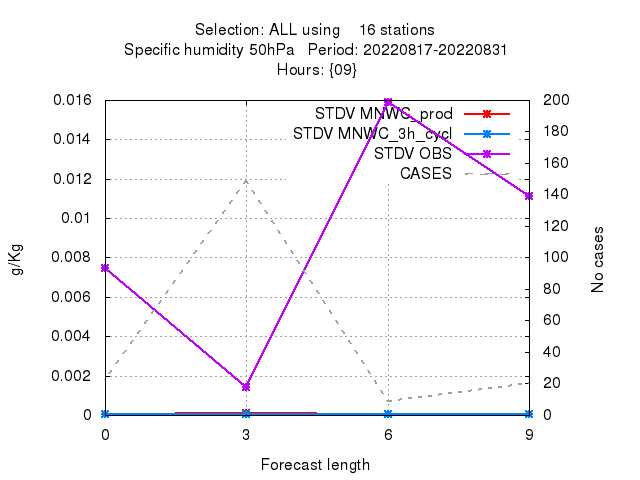 Selection: ALL using 16 stations
Specific humidity 50hPa Period: 20220817-20220831
Hours: {09}
STDV MNWC_prod
STDV MNWC_3h_cycl
STDV OBS
CASES
0.016
0.014
0.012
0.01
0.008
0.006
0.004
0.002
0
200
180
160
140
120
100
80
60
40
20
0
g/Kg
No cases
0 3 6 9
Forecast length